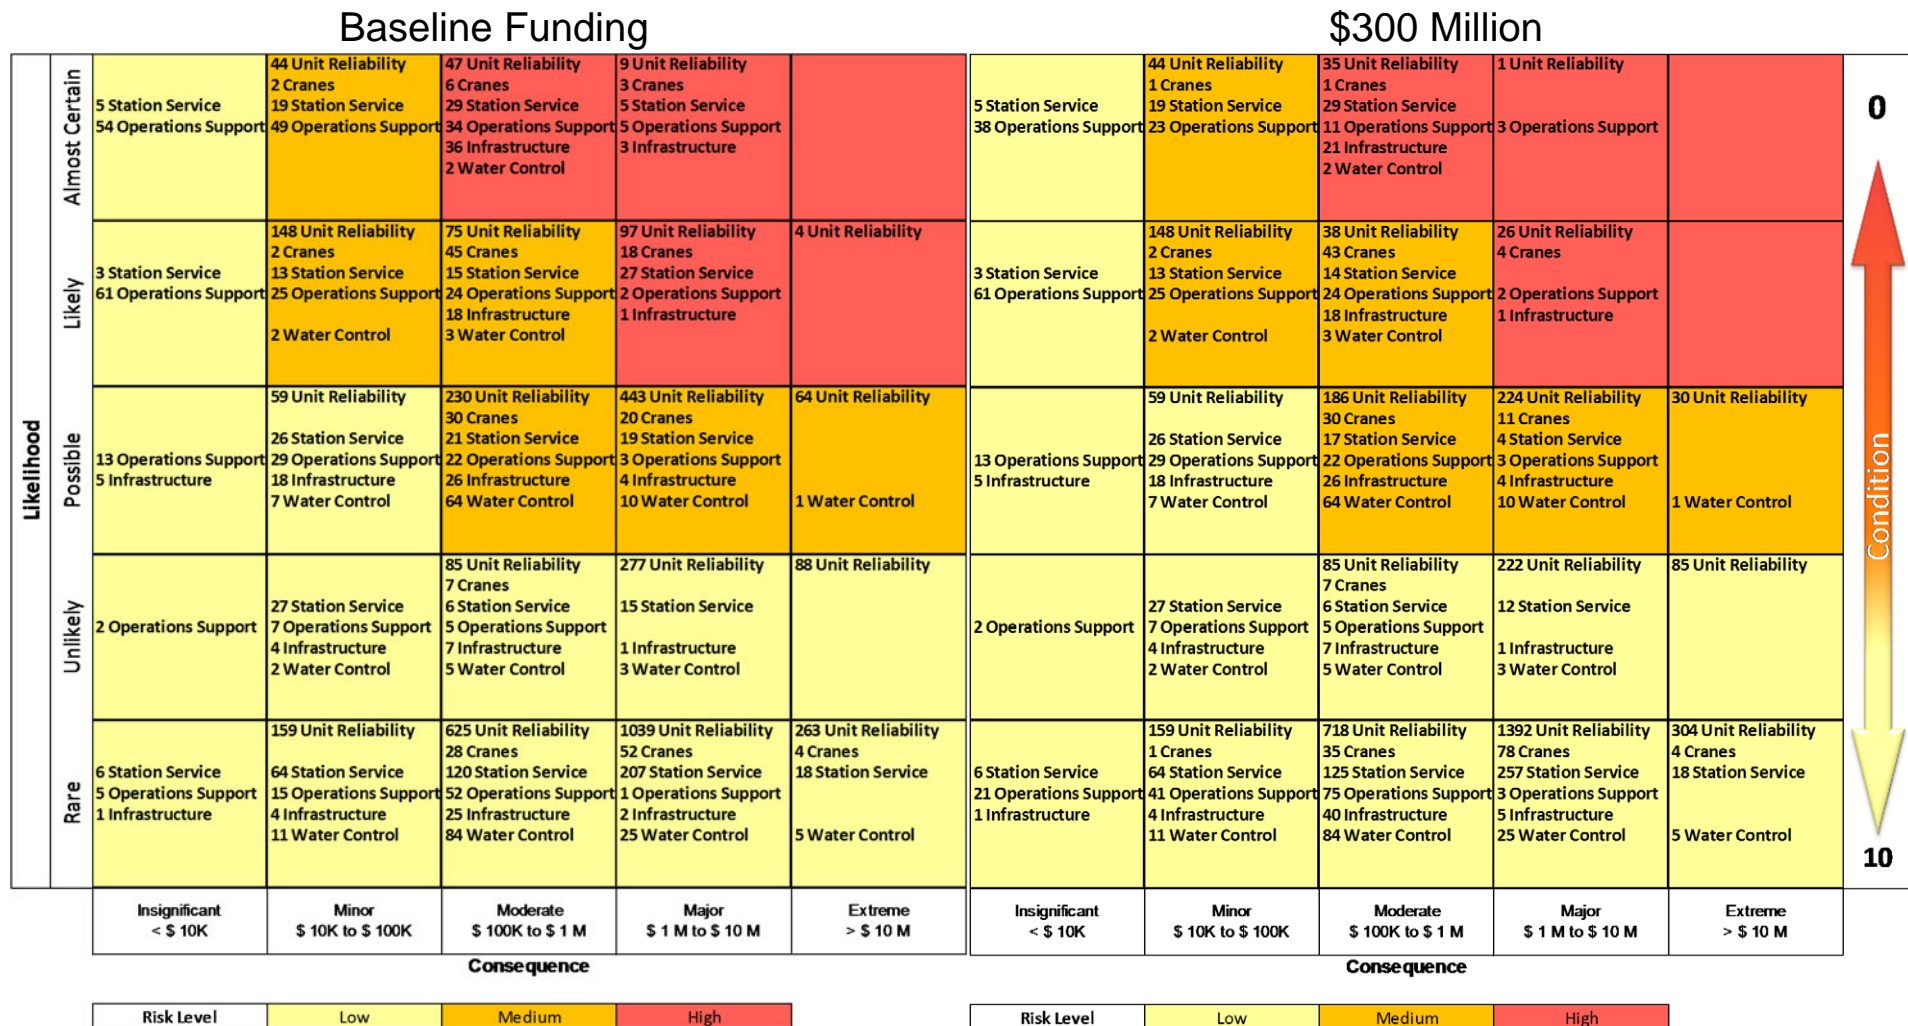 Baseline Funding
$300 Million
Likelihood
Almost Certain
5 Station Service
54 Operations Support
44 Unit Reliability
2 Cranes
19 Station Service
49 Operations Support
47 Unit Reliability
6 Cranes
29 Station Service
34 Operations Support
36 Infrastructure
2 Water Control
9 Unit Reliability
3 Cranes
5 Station Service
5 Operations Support
3 Infrastructure
Likely
3 Station Service
61 Operations Support
148 Unit Reliability
2 Cranes
13 Station Service
25 Operations Support
2 Water Control
75 Unit Reliability
45 Cranes
15 Station Service
24 Operations Support
18 Infrastructure
3 Water Control
97 Unit Reliability
18 Cranes
27 Station Service
2 Operations Support
1 Infrastructure
4 Unit Reliability
Possible
13 Operations Support
5 Infrastructure
59 Unit Reliability
26 Station Service
29 Operations Support
18 Infrastructure
7 Water Control
230 Unit Reliability
30 Cranes
21 Station Service
22 Operations Support
26 Infrastructure
64 Water Control
443 Unit Reliability
20 Cranes
19 Station Service
3 Operations Support
4 Infrastructure
10 Water Control
64 Unit Reliability
1 Water Control
Unlikely
2 Operations Support
27 Station Service
7 Operations Support
4 Infrastructure
2 Water Control
85 Unit Reliability
7 Cranes
6 Station Service
5 Operations Support
7 Infrastructure
5 Water Control
277 Unit Reliability
15 Station Service
1 Infrastructure
3 Water Control
88 Unit Reliability
Rare
6 Station Service
5 Operations Support
1 Infrastructure
159 Unit Reliability
64 Station Service
15 Operations Support
4 Infrastructure
11 Water Control
625 Unit Reliability
28 Cranes
120 Station Service
52 Operations Support
25 Infrastructure
84 Water Control
1039 Unit Reliability
52 Cranes
207 Station Service
1 Operations Support
2 Infrastructure
25 Water Control
263 Unit Reliability
4 Cranes
18 Station Service
5 Water Control
Insignificant
< $ 10K
Minor
$ 10K to $ 100K
Moderate
$ 100K to $ 1 M
Major
$ 1 M to $ 10 M
Extreme
> $ 10 M
Consequence
Risk Level
Low
Medium
High
5 Station Service
38 Operations Support
44 Unit Reliability
1 Cranes
19 Station Service
23 Operations Support
35 Unit Reliability
1 Cranes
29 Station Service
11 Operations Support
21 Infrastructure
2 Water Control
1 Unit Reliability
3 Operations Support
3 Station Service
61 Operations Support
148 Unit Reliability
2 Cranes
13 Station Service
25 Operations Support
2 Water Control
38 Unit Reliability
43 Cranes
14 Station Service
24 Operations Support
18 Infrastructure
3 Water Control
26 Unit Reliability
4 Cranes
2 Operations Support
1 Infrastructure
13 Operations Support
5 Infrastructure
59 Unit Reliability
26 Station Service
29 Operations Support
18 Infrastructure
7 Water Control
186 Unit Reliability
30 Cranes
17 Station Service
22 Operations Support
26 Infrastructure
64 Water Control
224 Unit Reliability
11 Cranes
4 Station Service
3 Operations Support
4 Infrastructure
10 Water Control
30 Unit Reliability
1 Water Control
2 Operations Support
27 Station Service
7 Operations Support
4 Infrastructure
2 Water Control
85 Unit Reliability
7 Cranes
6 Station Service
5 Operations Support
7 Infrastructure
5 Water Control
222 Unit Reliability
12 Station Service
1 Infrastructure
3 Water Control
85 Unit Reliability
6 Station Service
21 Operations Support
1 Infrastructure
159 Unit Reliability
1 Cranes
64 Station Service
41 Operations Support
4 Infrastructure
11 Water Control
718 Unit Reliability
35 Cranes
125 Station Service
75 Operations Support
40 Infrastructure
84 Water Control
1392 Unit Reliability
78 Cranes
257 Station Service
3 Operations Support
5 Infrastructure
25 Water Control
304 Unit Reliability
4 Cranes
18 Station Service
5 Water Control
Insignificant
< $ 10K
Minor
$ 10K to $ 100K
Moderate
$ 100K to $ 1 M
Major
$ 1 M to $ 10 M
Extreme
> $ 10 M
Consequence
Risk Level
Low
Medium
High
0
Condition
10